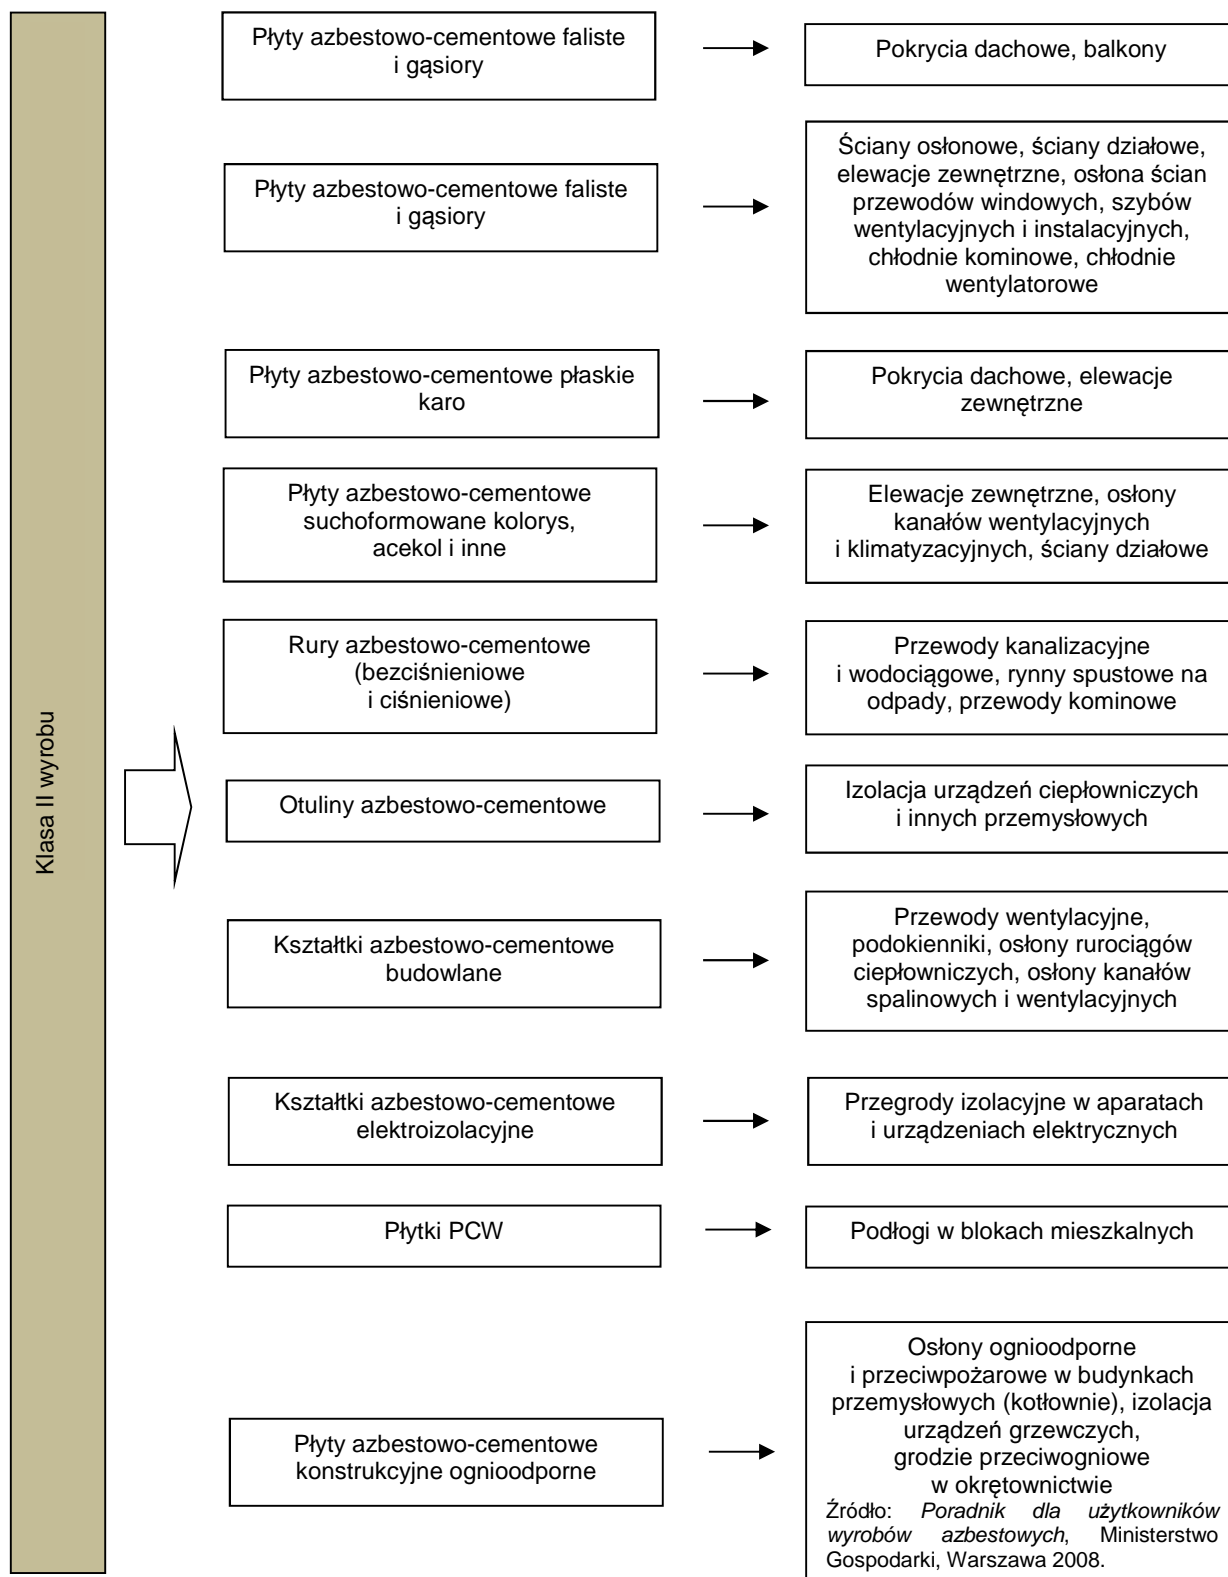 Klasa II wyrobu
Płyty azbestowo-cementowe faliste
i gąsiory
Pokrycia dachowe, balkony
Płyty azbestowo-cementowe faliste
i gąsiory
Ściany osłonowe, ściany działowe,
elewacje zewnętrzne, osłona ścian
przewodów windowych, szybów
wentylacyjnych i instalacyjnych,
chłodnie kominowe, chłodnie
wentylatorowe
Płyty azbestowo-cementowe płaskie
karo
Pokrycia dachowe, elewacje
zewnętrzne
Płyty azbestowo-cementowe
suchoformowane kolorys,
acekol i inne
Elewacje zewnętrzne, osłony
kanałów wentylacyjnych
i klimatyzacyjnych, ściany działowe
Rury azbestowo-cementowe
(bezciśnieniowe
i ciśnieniowe)
Przewody kanalizacyjne
i wodociągowe, rynny spustowe na
odpady, przewody kominowe
Otuliny azbestowo-cementowe
Izolacja urządzeń ciepłowniczych
i innych przemysłowych
Kształtki azbestowo-cementowe
budowlane
Przewody wentylacyjne,
podokienniki, osłony rurociągów
ciepłowniczych, osłony kanałów
spalinowych i wentylacyjnych
Kształtki azbestowo-cementowe
elektroizolacyjne
Przegrody izolacyjne w aparatach
i urządzeniach elektrycznych
Płytki PCW
Podłogi w blokach mieszkalnych
Płyty azbestowo-cementowe
konstrukcyjne ognioodporne
Osłony ognioodporne
i przeciwpożarowe w budynkach
przemysłowych (kotłownie), izolacja
urządzeń grzewczych,
grodzie przeciwogniowe
w okrętownictwie
Źródło: Poradnik dla użytkowników
wyrobów azbestowych, Ministerstwo
Gospodarki, Warszawa 2008.